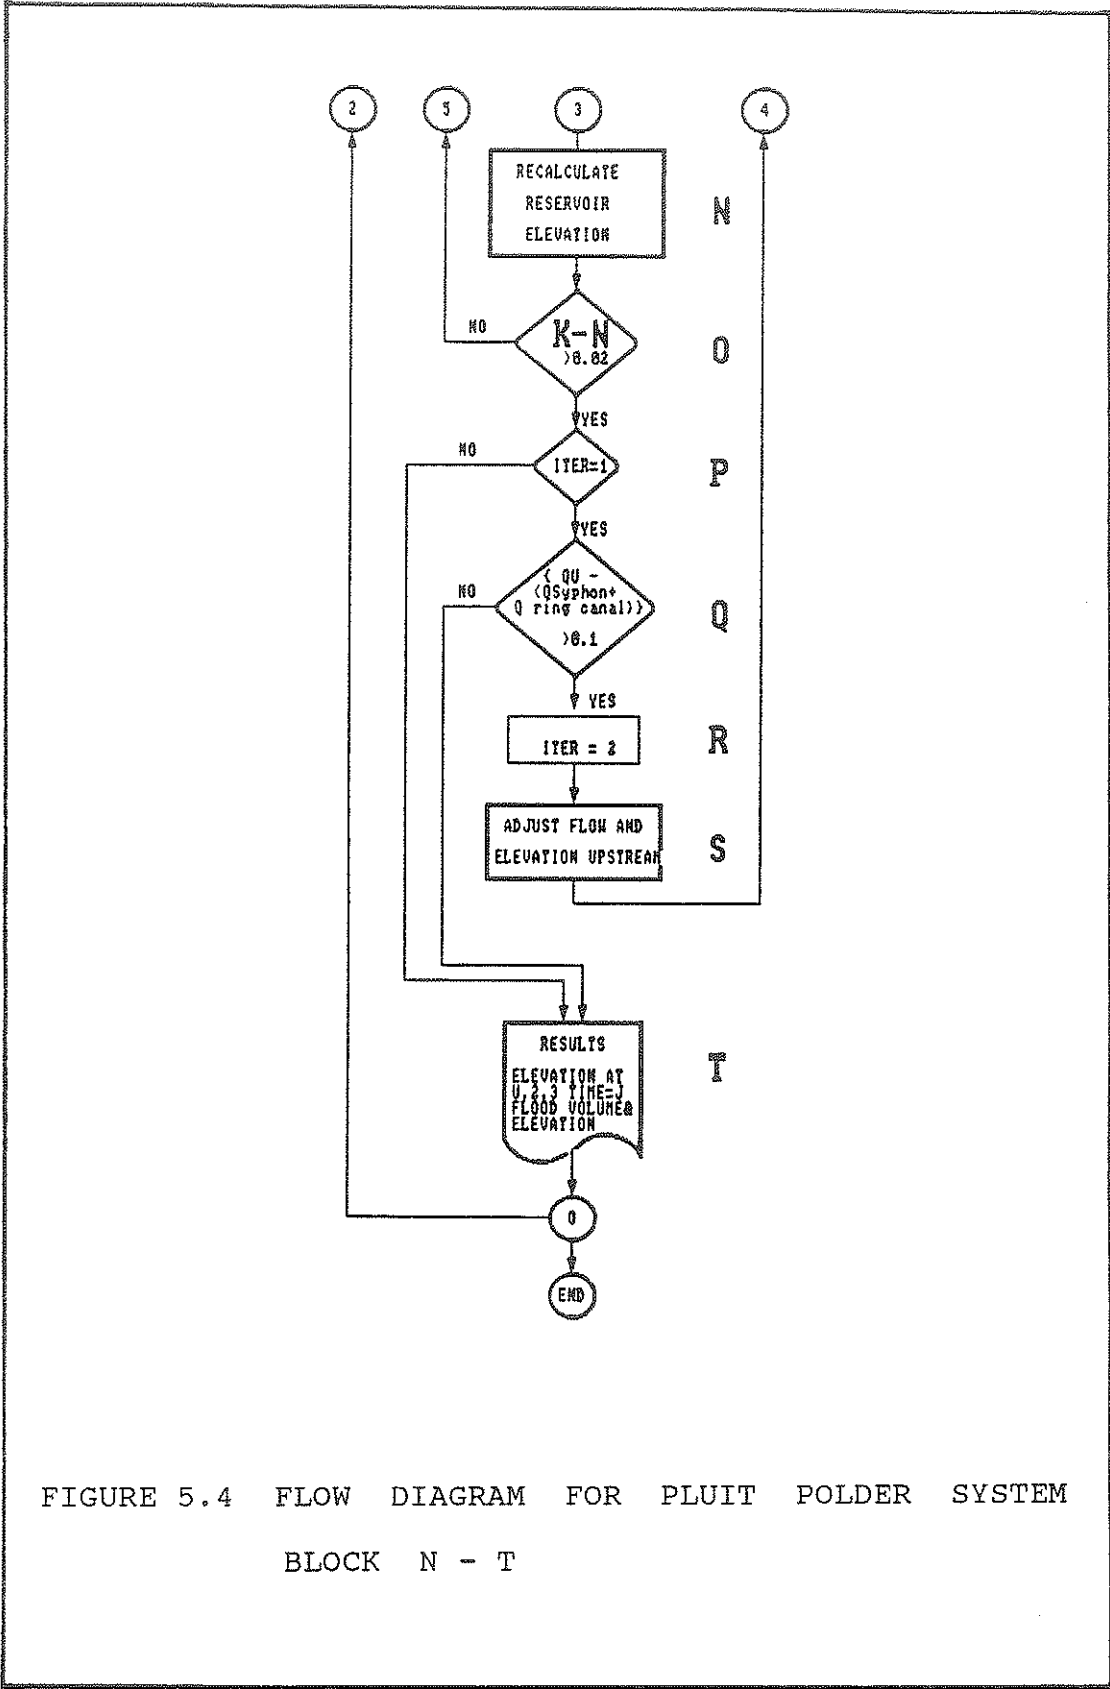 2 5 3 4
RECALCULATE
RESERVOIR
ELEVATION
N
K-N
>0.02
NO
O
YES
ITER=1
NO
P
YES
{ QU -
(QSyphon+
Q ring canal)}
>0.1
NO
Q
YES
ITER = 2
R
ADJUST FLOW AND
ELEVATION UPSTREAM
S
RESULTS
ELEVATION AT
U,2,3 TIME=J
FLOOD VOLUME&
ELEVATION
T
0
END
FIGURE 5.4 FLOW DIAGRAM FOR PLUIT POLDER SYSTEM
BLOCK N - T